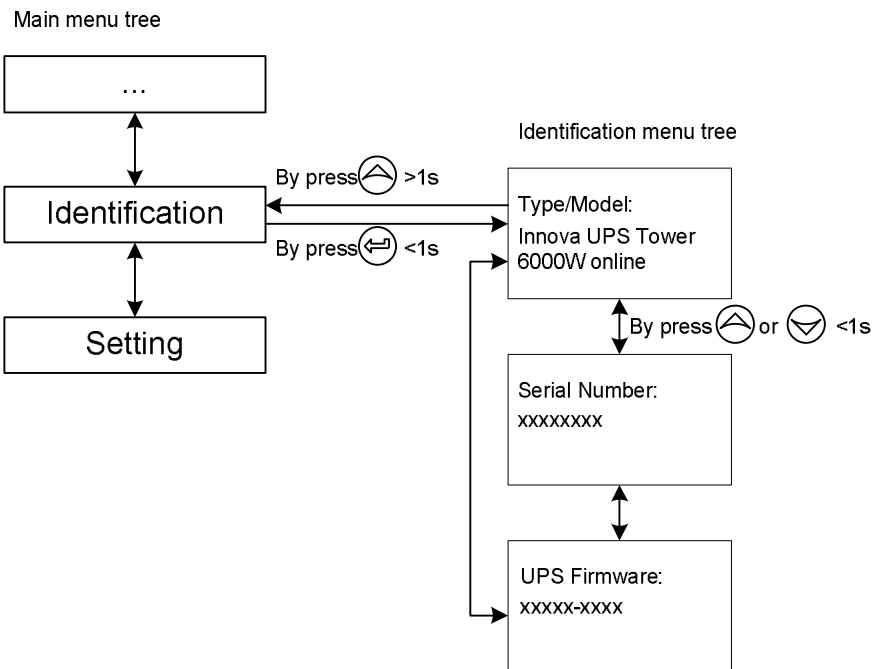 Main menu tree
...
Identification
Setting
By press >1s
By press <1s
Identification menu tree
Type/Model:
Innova UPS Tower
6000W online
By press or <1s
Serial Number:
xxxxxxxx
UPS Firmware:
xxxxx-xxxx